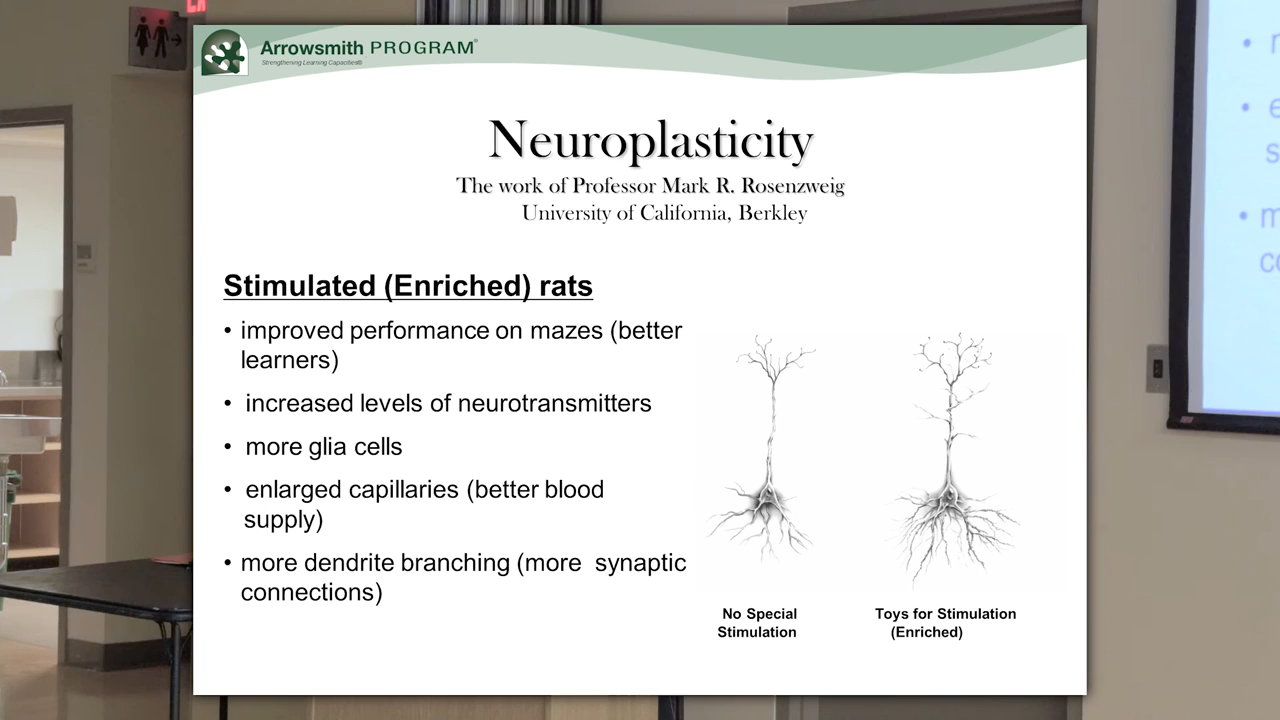 Arrowsmith PROGRAM®
Strengthening Learning Capacities®
Neuroplasticity
The work of Professor Mark R. Rosenzweig
University of California, Berkley
Stimulated (Enriched) rats
• improved performance on mazes (better
learners)
• increased levels of neurotransmitters
• more glia cells
• enlarged capillaries (better blood
supply)
• more dendrite branching (more synaptic
connections)
No Special
Stimulation
Toys for Stimulation
(Enriched)